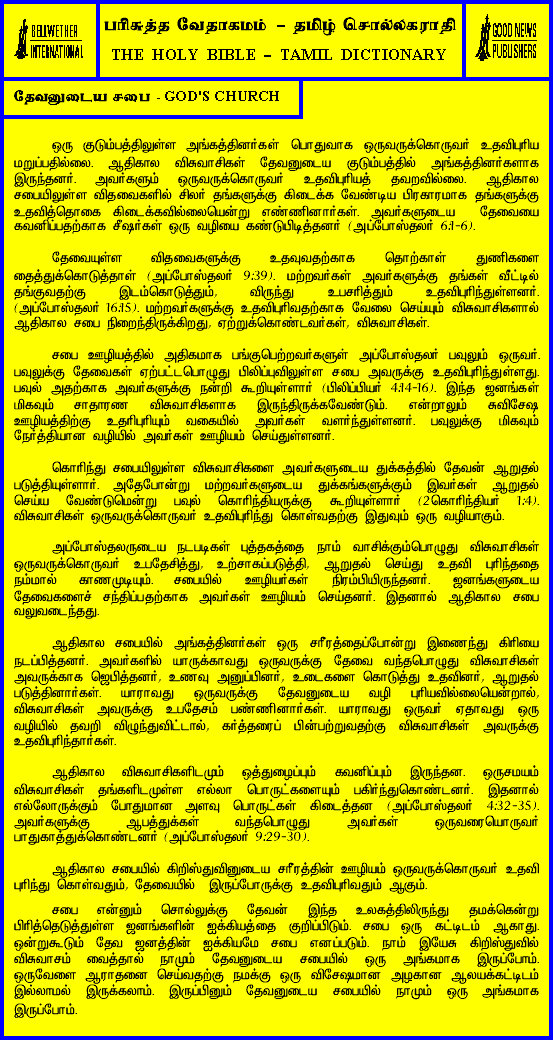 BELLWETHER
INTERNATIONAL
பரிசுத்த வேதாகமம் - தமிழ் சொல்லகராதி
THE HOLY BIBLE - TAMIL DICTIONARY
GOOD NEWS
PUBLISHERS
தேவனுடைய சபை - GOD'S CHURCH
ஒரு குடும்பத்திலுள்ள அங்கத்தினர்கள் பொதுவாக ஒருவருக்கொருவர் உதவிபுரிய
மறுப்பதில்லை. ஆதிகால விசுவாசிகள் தேவனுடைய குடும்பத்தில் அங்கத்தினர்களாக
இருந்தனர். அவர்களும் ஒருவருக்கொருவர் உதவிபுரியத் தவறவில்லை. ஆதிகால
சபையிலுள்ள விதவைகளில் சிலர் தங்களுக்கு கிடைக்க வேண்டிய பிரகாரமாக தங்களுக்கு
உதவித்தொகை கிடைக்கவில்லையென்று எண்ணினார்கள். அவர்களுடைய தேவையை
கவனிப்பதற்காக சீஷர்கள் ஒரு வழியை கண்டுபிடித்தனர் (அப்போஸ்தலர் 6:1-6).
தேவையுள்ள விதவைகளுக்கு உதவுவதற்காக தொற்காள் துணிகளை
தைத்துக்கொடுத்தாள் (அப்போஸ்தலர் 9:39). மற்றவர்கள் அவர்களுக்கு தங்கள் வீட்டில்
தங்குவதற்கு இடம்கொடுத்தும், விருந்து உபசரித்தும் உதவிபுரிந்துள்ளனர்.
(அப்போஸ்தலர் 16:15). மற்றவர்களுக்கு உதவிபுரிவதற்காக வேலை செய்யும் விசுவாசிகளால்
ஆதிகால சபை நிறைந்திருக்கிறது, ஏற்றுக்கொண்டவர்கள், விசுவாசிகள்.
சபை ஊழியத்தில் அதிகமாக பங்குபெற்றவர்களுள் அப்போஸ்தலர் பவுலும் ஒருவர்.
பவுலுக்கு தேவைகள் ஏற்பட்டபொழுது பிலிப்புவிலுள்ள சபை அவருக்கு உதவிபுரிந்துள்ளது.
பவுல் அதற்காக அவர்களுக்கு நன்றி கூறியுள்ளார் (பிலிப்பியர் 4:14-16). இந்த ஜனங்கள்
மிகவும் சாதாரண விசுவாசிகளாக இருந்திருக்கவேண்டும். என்றாலும் சுவிசேஷ
ஊழியத்திற்கு உதரிபுரியும் வகையில் அவர்கள் வளர்ந்துள்ளனர். பவுலுக்கு மிகவும்
நேர்த்தியான வழியில் அவர்கள் ஊழியம் செய்துள்ளனர்.
கொரிந்து சபையிலுள்ள விசுவாசிகளை அவர்களுடைய துக்கத்தில் தேவன் ஆறுதல்
படுத்தியுள்ளார். அதேபோன்று மற்றவர்களுடைய துக்கங்களுக்கும் இவர்கள் ஆறுதல்
செய்ய வேண்டுமென்று பவுல் கொரிந்தியருக்கு கூறியுள்ளார் (2கொரிந்தியர் 1:4).
விசுவாசிகள் ஒருவருக்கொருவர் உதவிபுரிந்து கொள்வதற்கு இதுவும் ஒரு வழியாகும்.
அப்போஸ்தலருடைய நடபடிகள் புத்தகத்தை நாம் வாசிக்கும்பொழுது விசுவாசிகள்
ஒருவருக்கொருவர் உபதேசித்து, உற்சாகப்படுத்தி, ஆறுதல் செய்து உதவி புரிந்ததை
நம்மால் காணமுடியும். சபையில் ஊழியர்கள் நிரம்பியிருந்தனர். ஜனங்களுடைய
தேவைகளைச் சந்திப்பதற்காக அவர்கள் ஊழியம் செய்தனர். இதனால் ஆதிகால சபை
வலுவடைந்தது.
ஆதிகால சபையில் அங்கத்தினர்கள் ஒரு சரீரத்தைப்போன்று இணைந்து கிரியை
நடப்பித்தனர். அவர்களில் யாருக்காவது ஒருவருக்கு தேவை வந்தபொழுது விசுவாசிகள்
அவருக்காக ஜெபித்தனர், உணவு அனுப்பினர், உடைகளை கொடுத்து உதவினர், ஆறுதல்
படுத்தினார்கள். யாராவது ஒருவருக்கு தேவனுடைய வழி புரியவில்லையென்றால்,
விசுவாசிகள் அவருக்கு உபதேசம் பண்ணினார்கள். யாராவது ஒருவர் ஏதாவது ஒரு
வழியில் தவறி விழுந்துவிட்டால், கர்த்தரைப் பின்பற்றுவதற்கு விசுவாசிகள் அவருக்கு
உதவிபுரிந்தார்கள்.
ஆதிகால விசுவாசிகளிடமும் ஒத்துழைப்பும் கவனிப்பும் இருந்தன. ஒருசமயம்
விசுவாசிகள் தங்களிடமுள்ள எல்லா பொருட்களையும் பகிர்ந்துகொண்டனர். இதனால்
எல்லோருக்கும் போதுமான அளவு பொருட்கள் கிடைத்தன (அப்போஸ்தலர் 4:32-35).
அவர்களுக்கு ஆபத்துக்கள் வந்தபொழுது அவர்கள் ஒருவரையொருவர்
பாதுகாத்துக்கொண்டனர் (அப்போஸ்தலர் 9:29-30).
ஆதிகால சபையில் கிறிஸ்துவினுடைய சரீரத்தின் ஊழியம் ஒருவருக்கொருவர் உதவி
புரிந்து கொள்வதும், தேவையில் இருப்போருக்கு உதவிபுரிவதும் ஆகும்.
சபை என்னும் சொல்லுக்கு தேவன் இந்த உலகத்திலிருந்து தமக்கென்று
பிரித்தெடுத்துள்ள ஜனங்களின் ஐக்கியத்தை குறிப்பிடும். சபை ஒரு கட்டிடம் ஆகாது.
ஒன்றுகூடும் தேவ ஜனத்தின் ஐக்கியமே சபை எனப்படும். நாம் இயேசு கிறிஸ்துவில்
விசுவாசம் வைத்தால் நாமும் தேவனுடைய சபையில் ஒரு அங்கமாக இருப்போம்.
ஒருவேளை ஆராதனை செய்வதற்கு நமக்கு ஒரு விசேஷமான அழகான ஆலயக்கட்டிடம்
இல்லாமல் இருக்கலாம். இருப்பினும் தேவனுடைய சபையில் நாமும் ஒரு அங்கமாக
இருப்போம்.